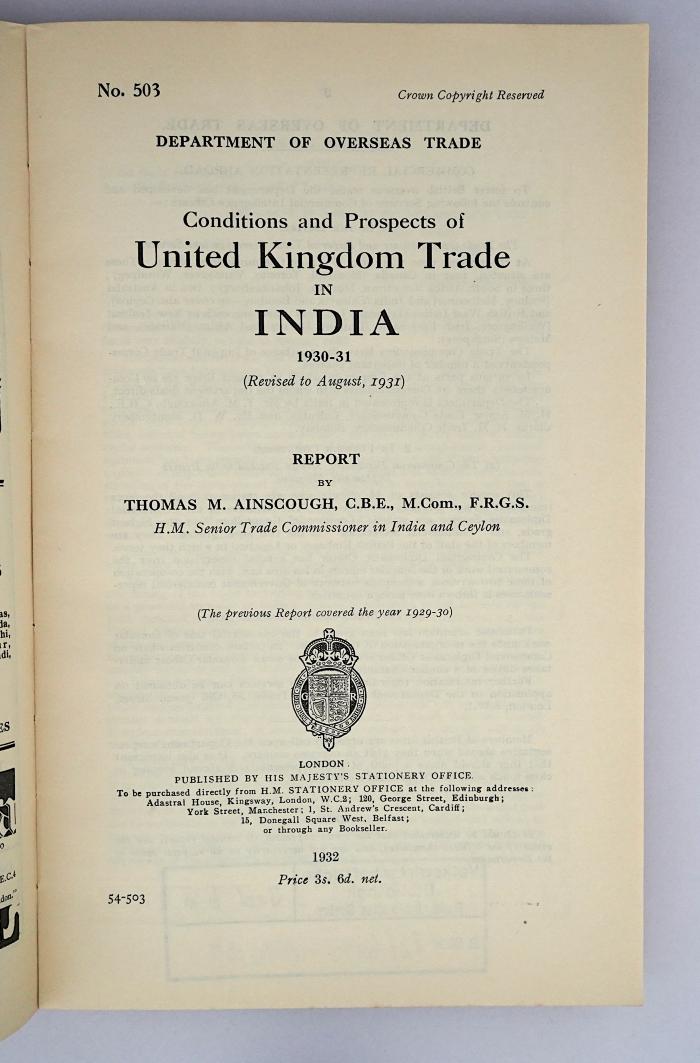 No. 503
Crown Copyright Reserved
DEPARTMENT OF OVERSEAS TRADE
Conditions and Prospects of
United Kingdom Trade
IN
INDIA
1930-31
(Revised to August, 1931)
REPORT
BY
THOMAS M. AINSCOUGH, C.B.E., M.Com., F.R.G.S.
H.M. Senior Trade Commissioner in India and Ceylon
(The previous Report covered the year 1929-30)
G R
LONDON
PUBLISHED BY HIS MAJESTY'S STATIONERY OFFICE.
To be purchased directly from H.M. STATIONERY OFFICE at the following addresses:
Adastral House, Kingsway, London, W.C.2; 120, George Street, Edinburgh;
York Street, Manchester; 1, St. Andrew's Crescent, Cardiff;
15, Donegall Square West, Belfast;
or through any Bookseller.
1932
Price 3s. 6d. net.
54-503